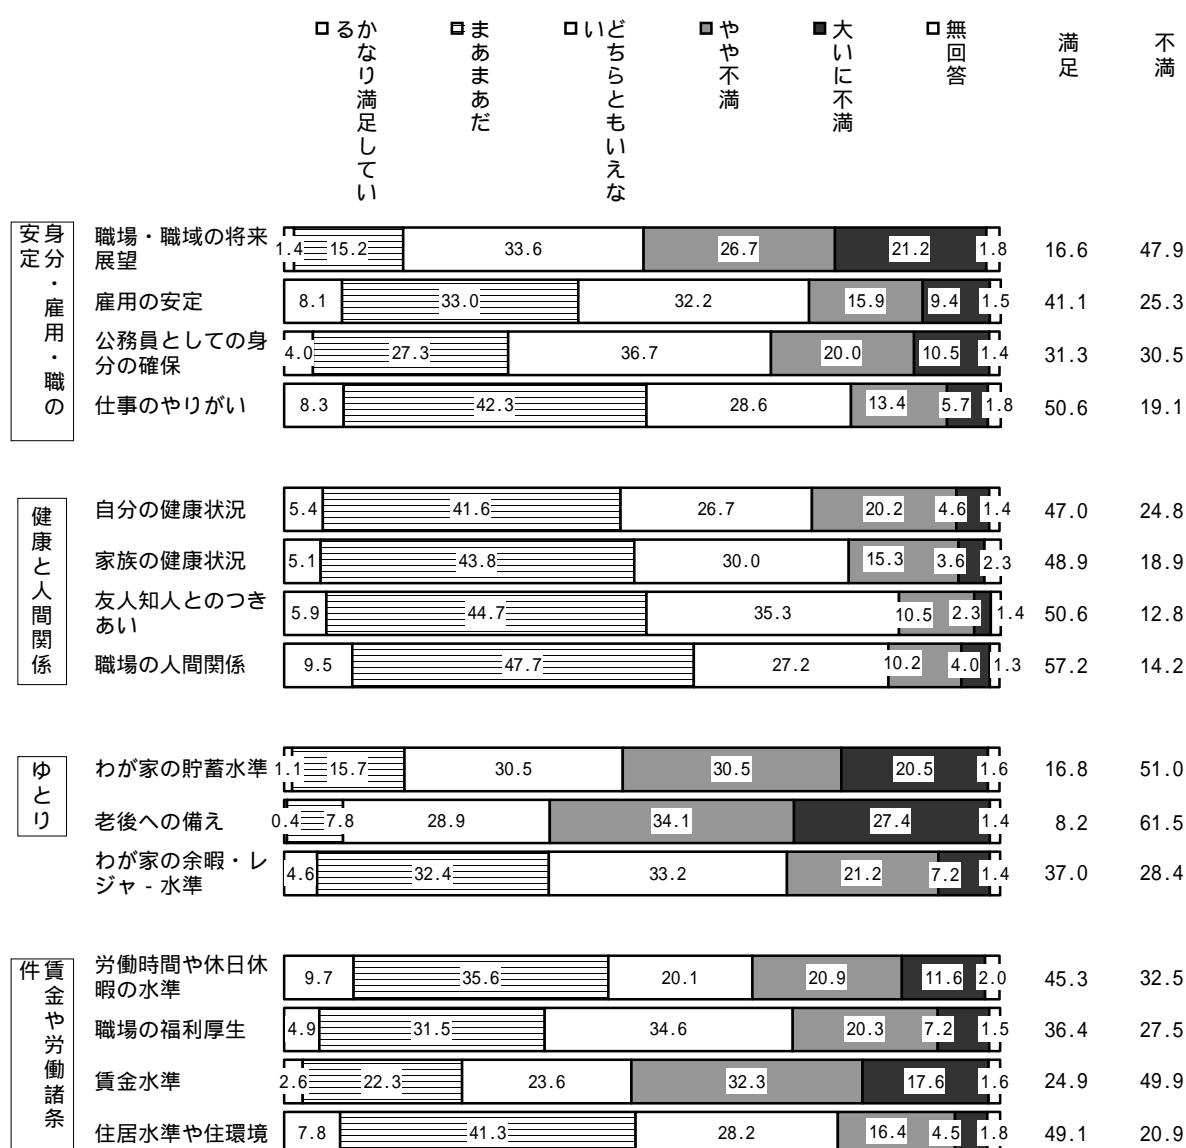 かなり満足している
まあまあだ
どちらともいえない
やや不満
大いに不満
無回答
満足
不満
身分・雇用・職の安定
職場・職域の将来
展望
1.4 15.2 33.6 26.7 21.2 1.8 16.6 47.9
雇用の安定 8.1 33.0 32.2 15.9 9.4 1.5 41.1 25.3
公務員としての身
分の確保
4.0 27.3 36.7 20.0 10.5 1.4 31.3 30.5
仕事のやりがい 8.3 42.3 28.6 13.4 5.7 1.8 50.6 19.1
健康と人間関係
自分の健康状況 5.4 41.6 26.7 20.2 4.6 1.4 47.0 24.8
家族の健康状況 5.1 43.8 30.0 15.3 3.6 2.3 48.9 18.9
友人知人とのつき
あい
5.9 44.7 35.3 10.5 2.3 1.4 50.6 12.8
職場の人間関係 9.5 47.7 27.2 10.2 4.0 1.3 57.2 14.2
ゆとり
わが家の貯蓄水準 1.1 15.7 30.5 30.5 20.5 1.6 16.8 51.0
老後への備え 0.4 7.8 28.9 34.1 27.4 1.4 8.2 61.5
わが家の余暇・レ
ジャ-水準
4.6 32.4 33.2 21.2 7.2 1.4 37.0 28.4
賃金や労働諸条件
労働時間や休日休
暇の水準
9.7 35.6 20.1 20.9 11.6 2.0 45.3 32.5
職場の福利厚生 4.9 31.5 34.6 20.3 7.2 1.5 36.4 27.5
賃金水準 2.6 22.3 23.6 32.3 17.6 1.6 24.9 49.9
住居水準や住環境 7.8 41.3 28.2 16.4 4.5 1.8 49.1 20.9